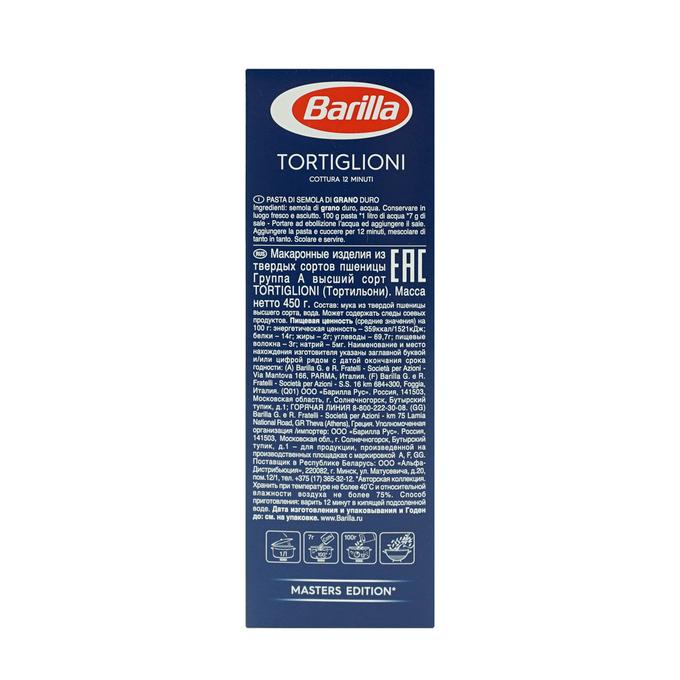 Barilla
TORTIGLIONI
COTTURA 12 MINUTI
I PASTA DI SEMOLA DI GRANO DURO
Ingredienti: semola di grano duro, acqua. Conservare in
luogo fresco e asciutto. 100 g pasta *1 litro di acqua *7 g di
sale - Portare ad ebollizione l'acqua ed aggiungere il sale.
Aggiungere la pasta e cuocere per 12 minuti, mescolare di
tanto in tanto. Scolare e servire.
RUS Макаронные изделия из
твердых сортов пшеницы
Группа А высший сорт
EAC
TORTIGLIONI (Тортильони). Масса
нетто 450 г. Состав: мука из твердой пшеницы
высшего сорта, вода. Может содержать следы соевых
продуктов. Пищевая ценность (средние значения) на
100 г: энергетическая ценность – 359ккал/1521кДж;
белки – 14г; жиры – 2г; углеводы – 69,7г; пищевые
волокна – 3г; натрий – 5мг. Наименование и место
нахождения изготовителя указаны заглавной буквой
и/или цифрой рядом с датой окончания срока
годности: (A) Barilla G. e R. Fratelli - Società per Azioni -
Via Mantova 166, PARMA, Италия. (F) Barilla G. e R.
Fratelli - Società per Azioni - S.S. 16 km 684+300, Foggia,
Италия. (Q01) ООО «Барилла Рус». Россия, 141503,
Московская область, г. Солнечногорск, Бутырский
тупик, д.1; ГОРЯЧАЯ ЛИНИЯ 8-800-222-30-08. (GG)
Barilla G. e R. Fratelli - Società per Azioni - km 75 Lamia
National Road, GR Theva (Athens), Греция. Уполномоченная
организация /импортер: ООО «Барилла Рус». Россия,
141503, Московская обл., г. Солнечногорск, Бутырский
тупик, д.1 – для продукции, произведенной на
производственных площадках с маркировкой A, F, GG.
Поставщик в Республике Беларусь: ООО «Альфа-
Дистрибьюция», 220082, г. Минск, ул. Матусевича, д.20,
пом.12/1, тел. +375 (17) 365-32-12. *Авторская коллекция.
Хранить при температуре не более 40°С и относительной
влажности воздуха не более 75%. Способ
приготовления: варить 12 минут в кипящей подсоленной
воде. Дата изготовления и упаковывания и Годен
до: см. на упаковке. www.Barilla.ru
1Л
7г
100°
100г
12
MASTERS EDITION*